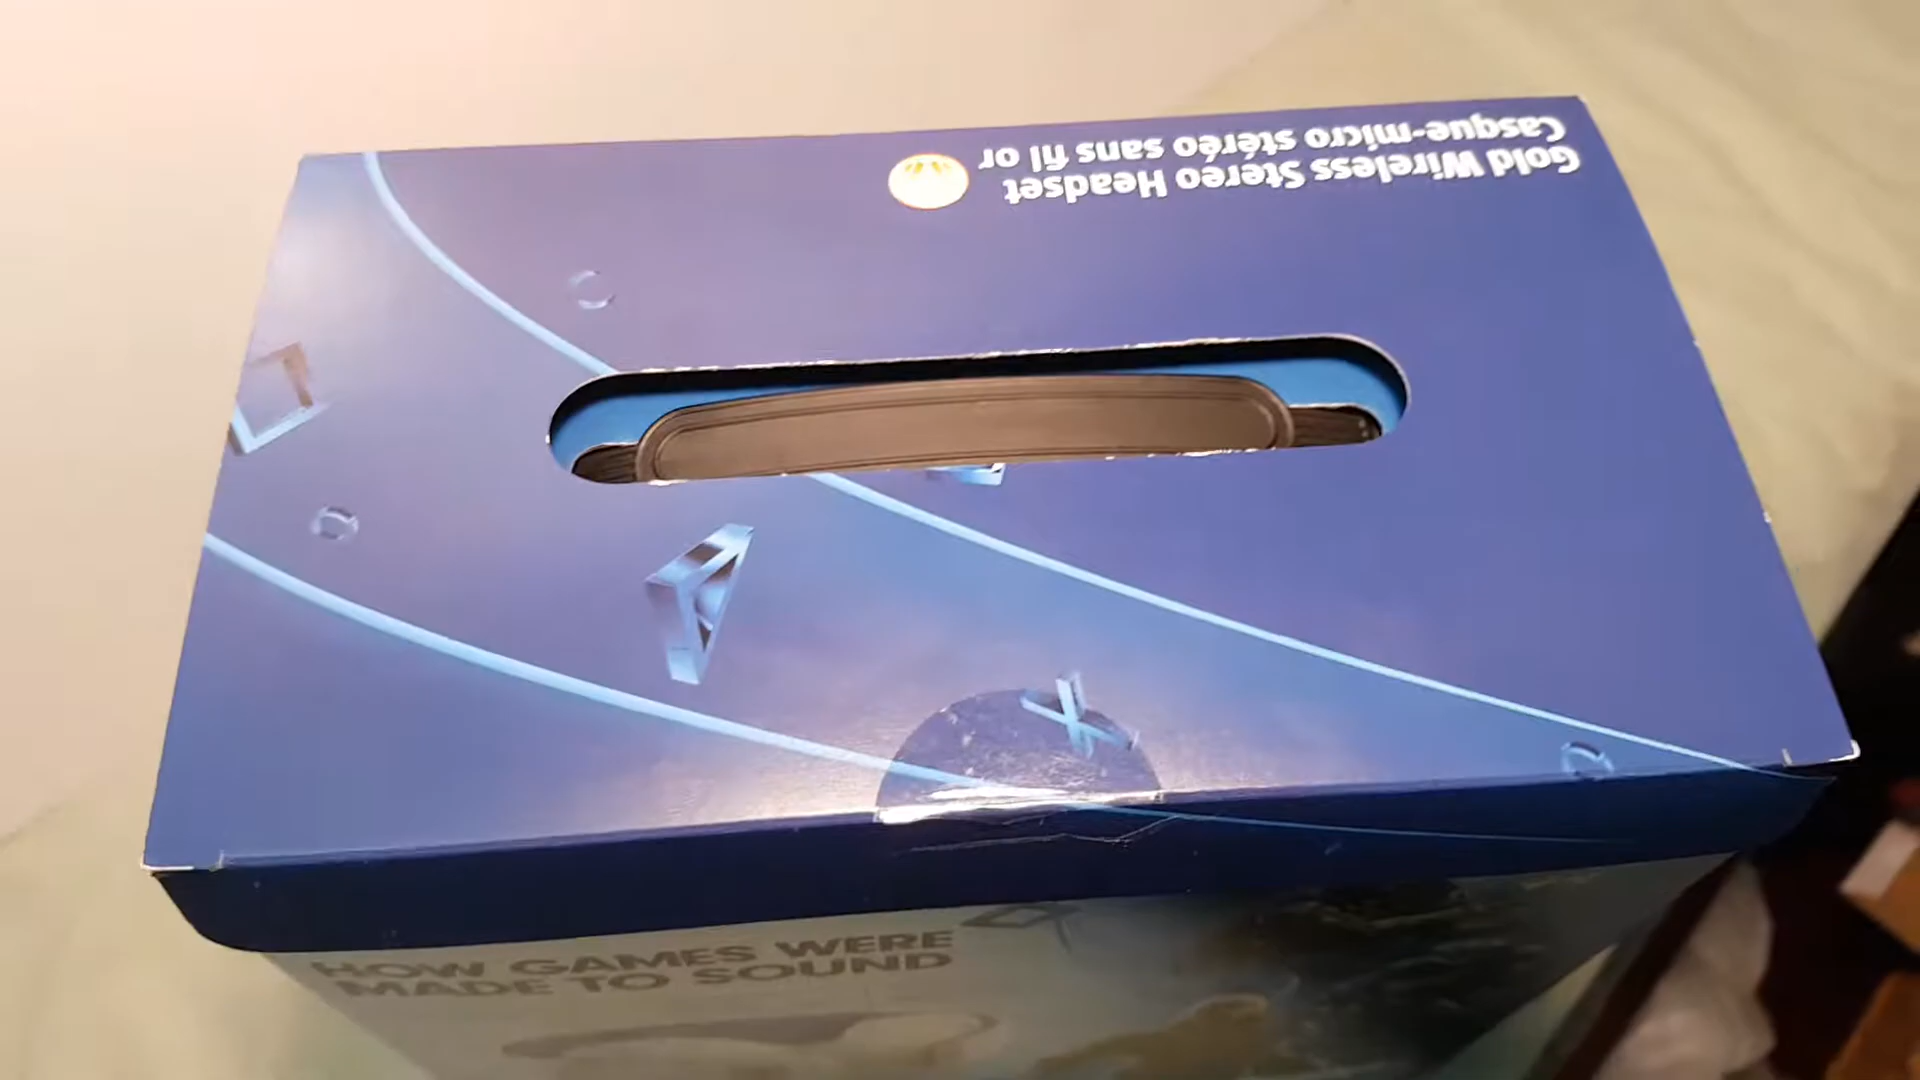 Gold Wireless Stereo Headset
Casque-micro stéréo sans fil or
HOW GAMES WERE
MADE TO SOUND